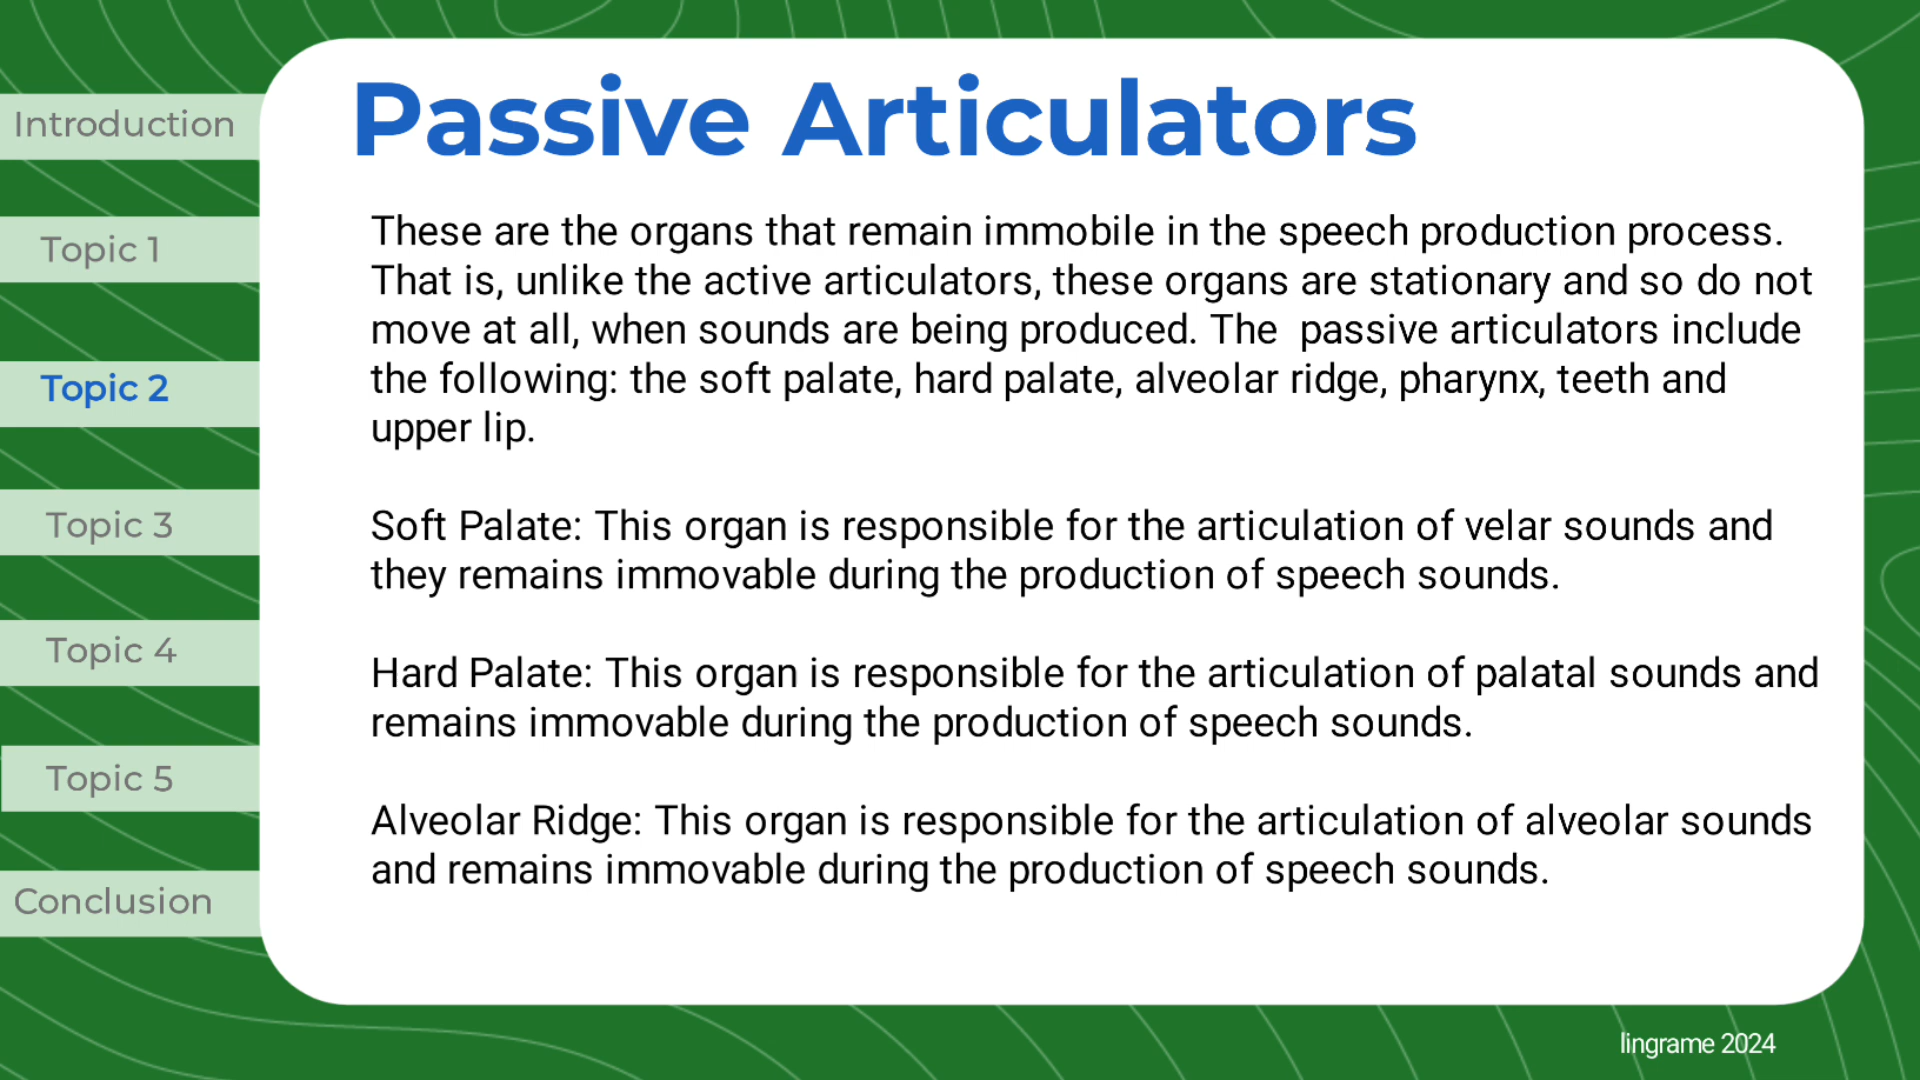 Passive Articulators
Introduction
Topic 1
Topic 2
Topic 3
Topic 4
Topic 5
Conclusion
These are the organs that remain immobile in the speech production process.
That is, unlike the active articulators, these organs are stationary and so do not
move at all, when sounds are being produced. The  passive articulators include
the following: the soft palate, hard palate, alveolar ridge, pharynx, teeth and
upper lip.
Soft Palate: This organ is responsible for the articulation of velar sounds and
they remains immovable during the production of speech sounds.
Hard Palate: This organ is responsible for the articulation of palatal sounds and
remains immovable during the production of speech sounds.
Alveolar Ridge: This organ is responsible for the articulation of alveolar sounds
and remains immovable during the production of speech sounds.
lingrame 2024